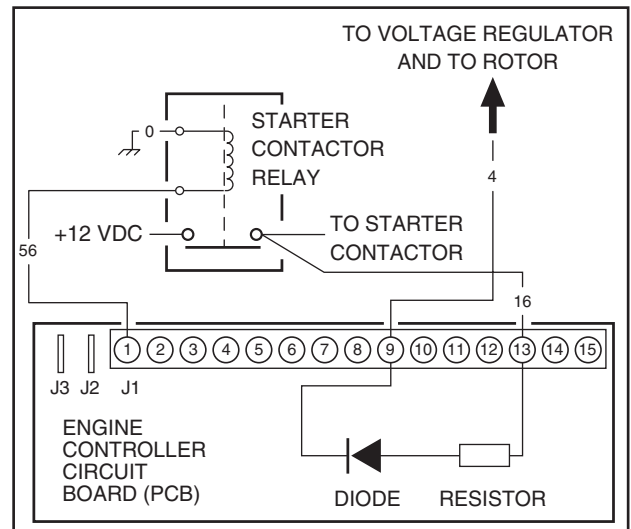 TO VOLTAGE REGULATOR
AND TO ROTOR
STARTER
CONTACTOR
RELAY
0
4
+12 VDC
TO STARTER
CONTACTOR
56
16
1 2 3 4 5 6 7 8 9 10 11 12 13 14 15
J3 J2 J1
ENGINE
CONTROLLER
CIRCUIT
BOARD (PCB)
DIODE
RESISTOR